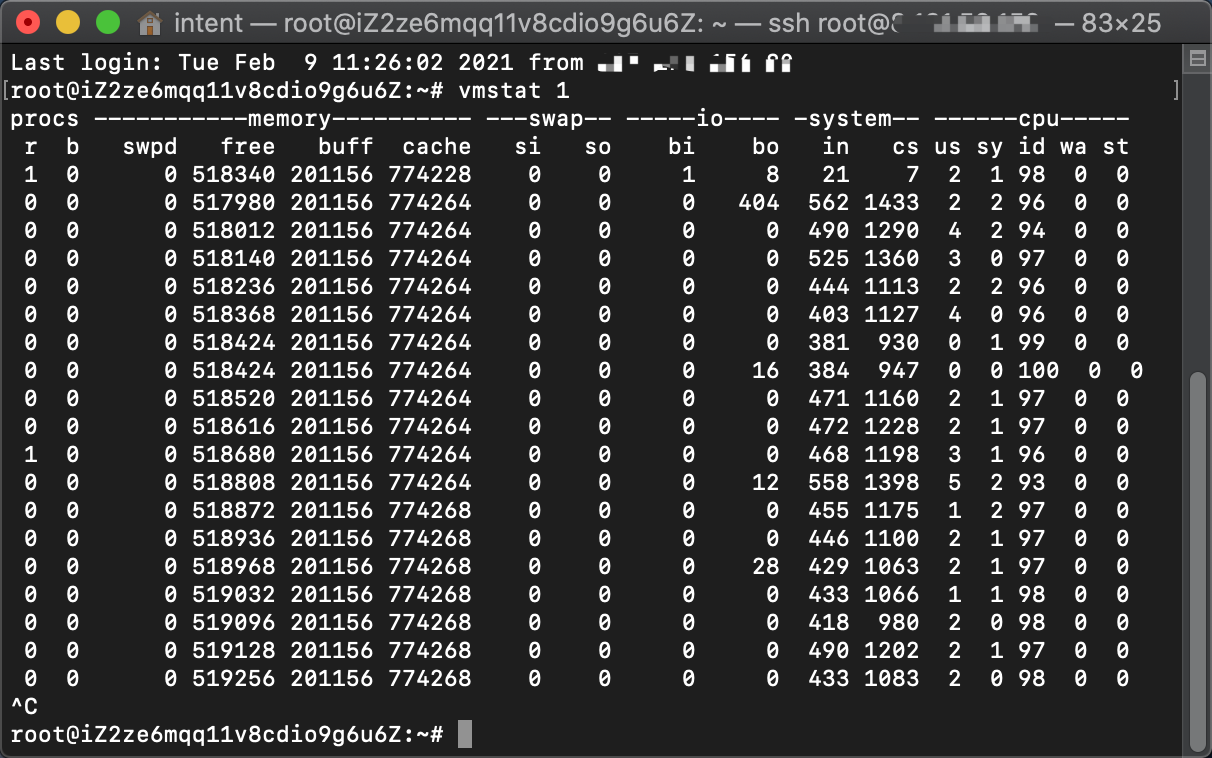 intent — root@iZ2ze6mqq11v8cdio9g6u6Z: ~ — ssh root@ — 83×25
Last login: Tue Feb  9 11:26:02 2021 from
[root@iZ2ze6mqq11v8cdio9g6u6Z:~# vmstat 1 ]
procs -----------memory---------- ---swap-- -----io---- -system-- ------cpu-----
 r  b   swpd   free   buff  cache   si   so    bi    bo   in   cs us sy id wa st
 1  0      0 518340 201156 774228    0    0     1     8   21    7  2  1 98  0  0
 0  0      0 517980 201156 774264    0    0     0   404  562 1433  2  2 96  0  0
 0  0      0 518012 201156 774264    0    0     0     0  490 1290  4  2 94  0  0
 0  0      0 518140 201156 774264    0    0     0     0  525 1360  3  0 97  0  0
 0  0      0 518236 201156 774264    0    0     0     0  444 1113  2  2 96  0  0
 0  0      0 518368 201156 774264    0    0     0     0  403 1127  4  0 96  0  0
 0  0      0 518424 201156 774264    0    0     0     0  381  930  0  1 99  0  0
 0  0      0 518424 201156 774264    0    0     0    16  384  947  0  0 100  0  0
 0  0      0 518520 201156 774264    0    0     0     0  471 1160  2  1 97  0  0
 0  0      0 518616 201156 774264    0    0     0     0  472 1228  2  1 97  0  0
 1  0      0 518680 201156 774264    0    0     0     0  468 1198  3  1 96  0  0
 0  0      0 518808 201156 774264    0    0     0    12  558 1398  5  2 93  0  0
 0  0      0 518872 201156 774268    0    0     0     0  455 1175  1  2 97  0  0
 0  0      0 518936 201156 774268    0    0     0     0  446 1100  2  1 97  0  0
 0  0      0 518968 201156 774268    0    0     0    28  429 1063  2  1 97  0  0
 0  0      0 519032 201156 774268    0    0     0     0  433 1066  1  1 98  0  0
 0  0      0 519096 201156 774268    0    0     0     0  418  980  2  0 98  0  0
 0  0      0 519128 201156 774268    0    0     0     0  490 1202  2  1 97  0  0
 0  0      0 519256 201156 774268    0    0     0     0  433 1083  2  0 98  0  0
^C
root@iZ2ze6mqq11v8cdio9g6u6Z:~#